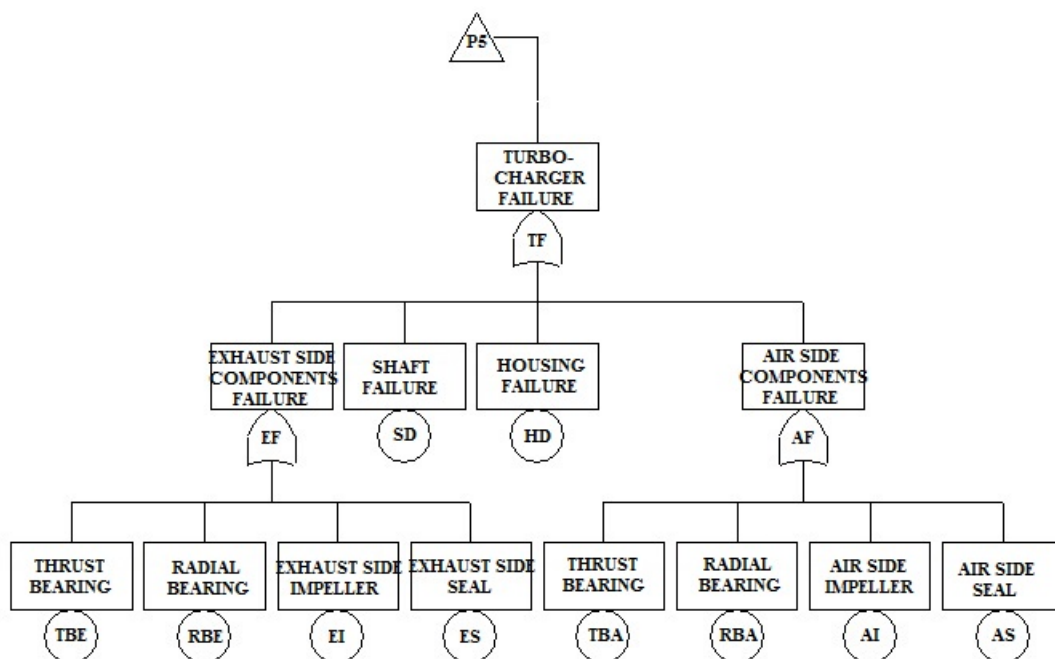 P5
TURBO-
CHARGER
FAILURE
TF
EXHAUST SIDE
COMPONENTS
FAILURE
SHAFT
FAILURE
HOUSING
FAILURE
AIR SIDE
COMPONENTS
FAILURE
EF
SD
HD
AF
THRUST
BEARING
RADIAL
BEARING
EXHAUST SIDE
IMPELLER
EXHAUST SIDE
SEAL
THRUST
BEARING
RADIAL
BEARING
AIR SIDE
IMPELLER
AIR SIDE
SEAL
TBE
RBE
EI
ES
TBA
RBA
AI
AS